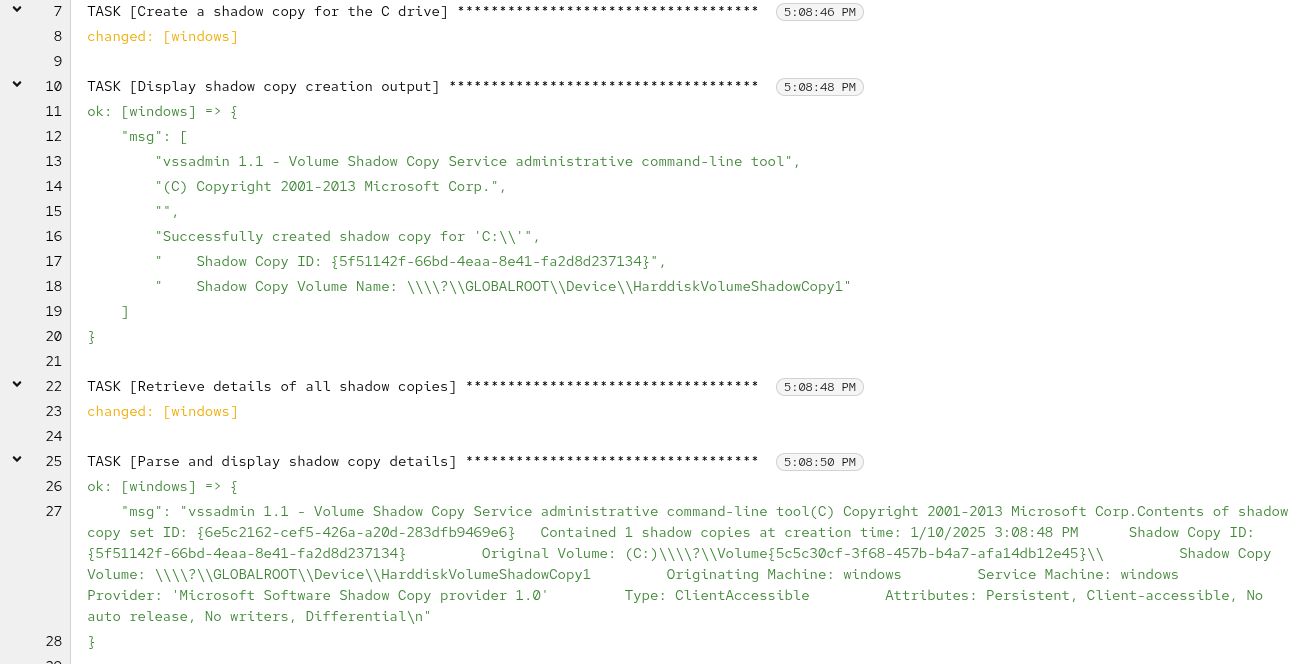 7 TASK [Create a shadow copy for the C drive] ************************************ 5:08:46 PM
8 changed: [windows]
9
10 TASK [Display shadow copy creation output] ************************************* 5:08:48 PM
11 ok: [windows] => {
12     "msg": [
13         "vssadmin 1.1 - Volume Shadow Copy Service administrative command-line tool",
14         "(C) Copyright 2001-2013 Microsoft Corp.",
15         "",
16         "Successfully created shadow copy for 'C:\\'",
17         "    Shadow Copy ID: {5f51142f-66bd-4eaa-8e41-fa2d8d237134}",
18         "    Shadow Copy Volume Name: \\\\?\\GLOBALROOT\\Device\\HarddiskVolumeShadowCopy1"
19     ]
20 }
21
22 TASK [Retrieve details of all shadow copies] *********************************** 5:08:48 PM
23 changed: [windows]
24
25 TASK [Parse and display shadow copy details] *********************************** 5:08:50 PM
26 ok: [windows] => {
27     "msg": "vssadmin 1.1 - Volume Shadow Copy Service administrative command-line tool(C) Copyright 2001-2013 Microsoft Corp.Contents of shadow
copy set ID: {6e5c2162-cef5-426a-a20d-283dfb9469e6}   Contained 1 shadow copies at creation time: 1/10/2025 3:08:48 PM      Shadow Copy ID:
{5f51142f-66bd-4eaa-8e41-fa2d8d237134}         Original Volume: (C:)\\\\?\\Volume{5c5c30cf-3f68-457b-b4a7-afa14db12e45}\\         Shadow Copy
Volume: \\\\?\\GLOBALROOT\\Device\\HarddiskVolumeShadowCopy1         Originating Machine: windows         Service Machine: windows
Provider: 'Microsoft Software Shadow Copy provider 1.0'         Type: ClientAccessible         Attributes: Persistent, Client-accessible, No
auto release, No writers, Differential\n"
28 }